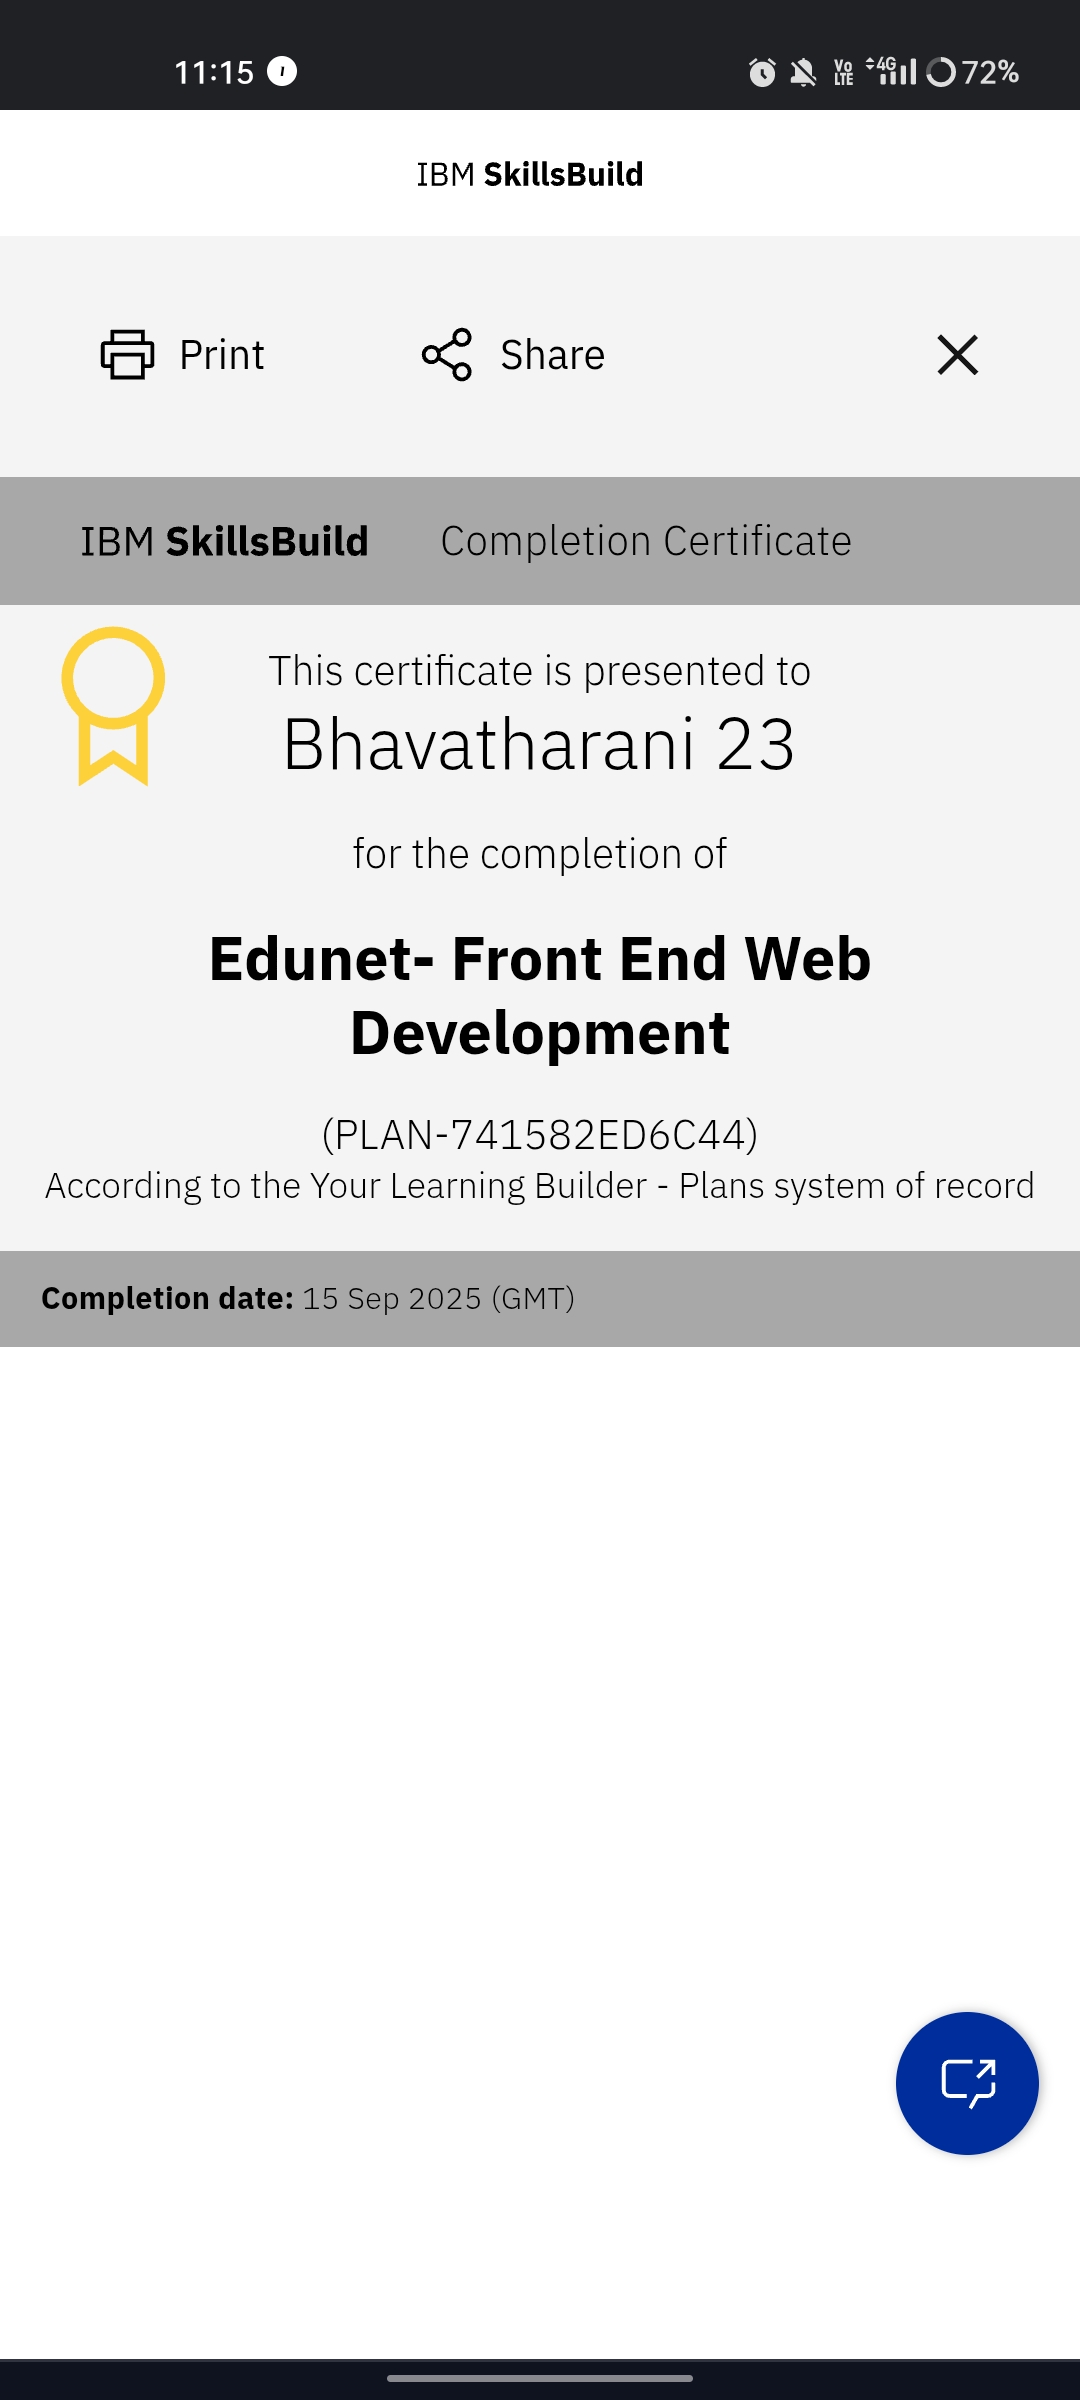 11:15
Vo LTE 4G 72%
IBM SkillsBuild
Print Share
IBM SkillsBuild Completion Certificate
This certificate is presented to
Bhavatharani 23
for the completion of
Edunet- Front End Web
Development
(PLAN-741582ED6C44)
According to the Your Learning Builder - Plans system of record
Completion date: 15 Sep 2025 (GMT)